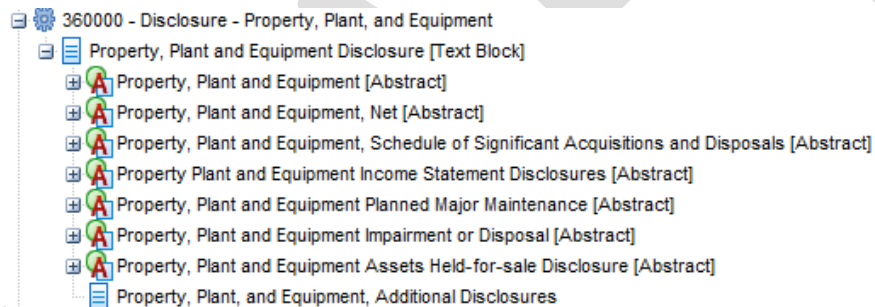 360000 - Disclosure - Property, Plant, and Equipment
Property, Plant and Equipment Disclosure [Text Block]
Property, Plant and Equipment [Abstract]
Property, Plant and Equipment, Net [Abstract]
Property, Plant and Equipment, Schedule of Significant Acquisitions and Disposals [Abstract]
Property Plant and Equipment Income Statement Disclosures [Abstract]
Property, Plant and Equipment Planned Major Maintenance [Abstract]
Property, Plant and Equipment Impairment or Disposal [Abstract]
Property, Plant and Equipment Assets Held-for-sale Disclosure [Abstract]
Property, Plant, and Equipment, Additional Disclosures